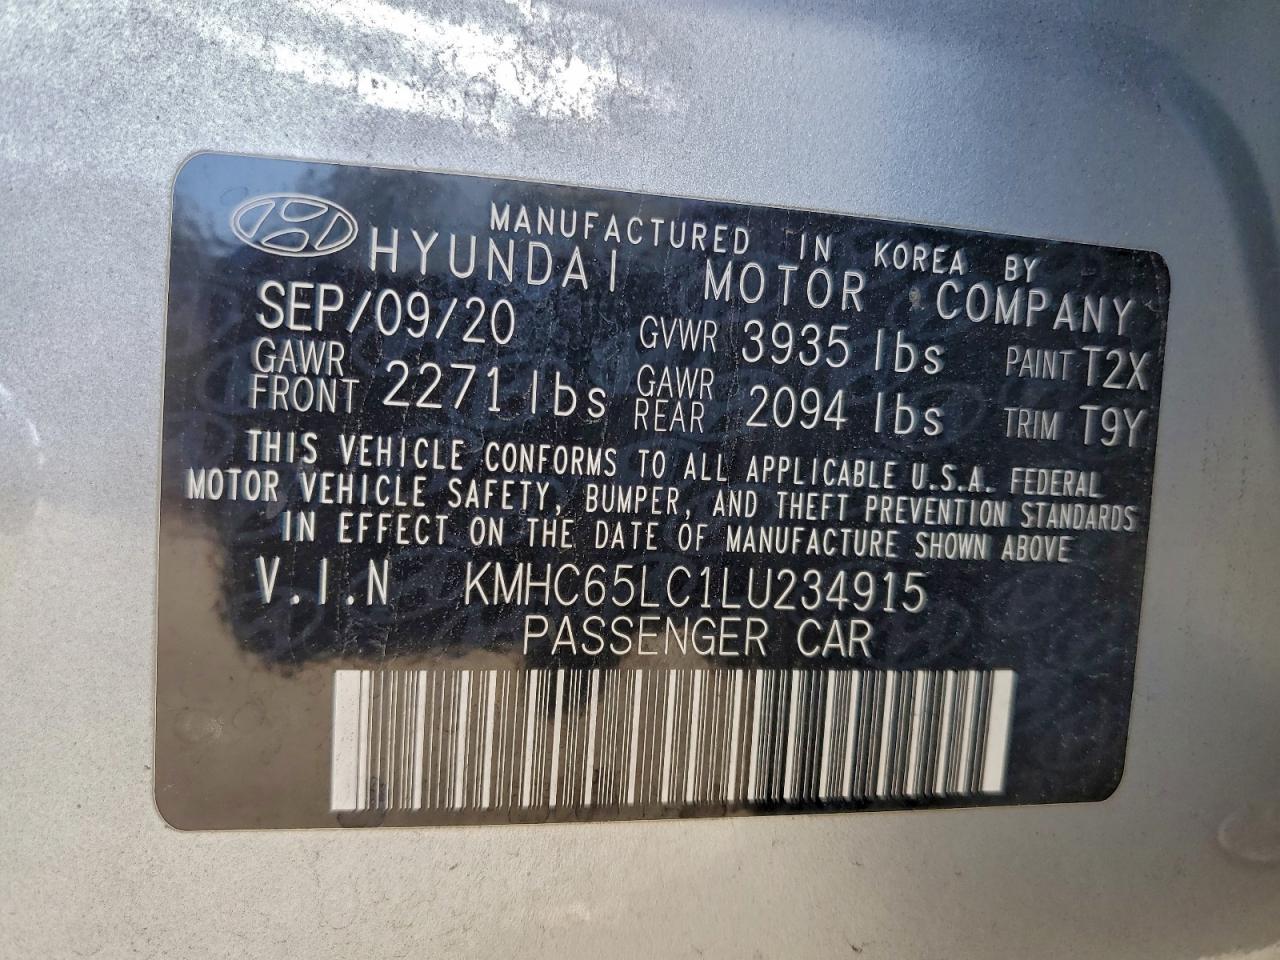 MANUFACTURED IN KOREA BY
HYUNDAI MOTOR COMPANY
SEP/09/20 GVWR 3935 lbs PAINT T2X
GAWR FRONT 2271 lbs GAWR REAR 2094 lbs TRIM T9Y
THIS VEHICLE CONFORMS TO ALL APPLICABLE U.S.A. FEDERAL
MOTOR VEHICLE SAFETY, BUMPER, AND THEFT PREVENTION STANDARDS
IN EFFECT ON THE DATE OF MANUFACTURE SHOWN ABOVE
V.I.N KMHC65LC1LU234915
PASSENGER CAR